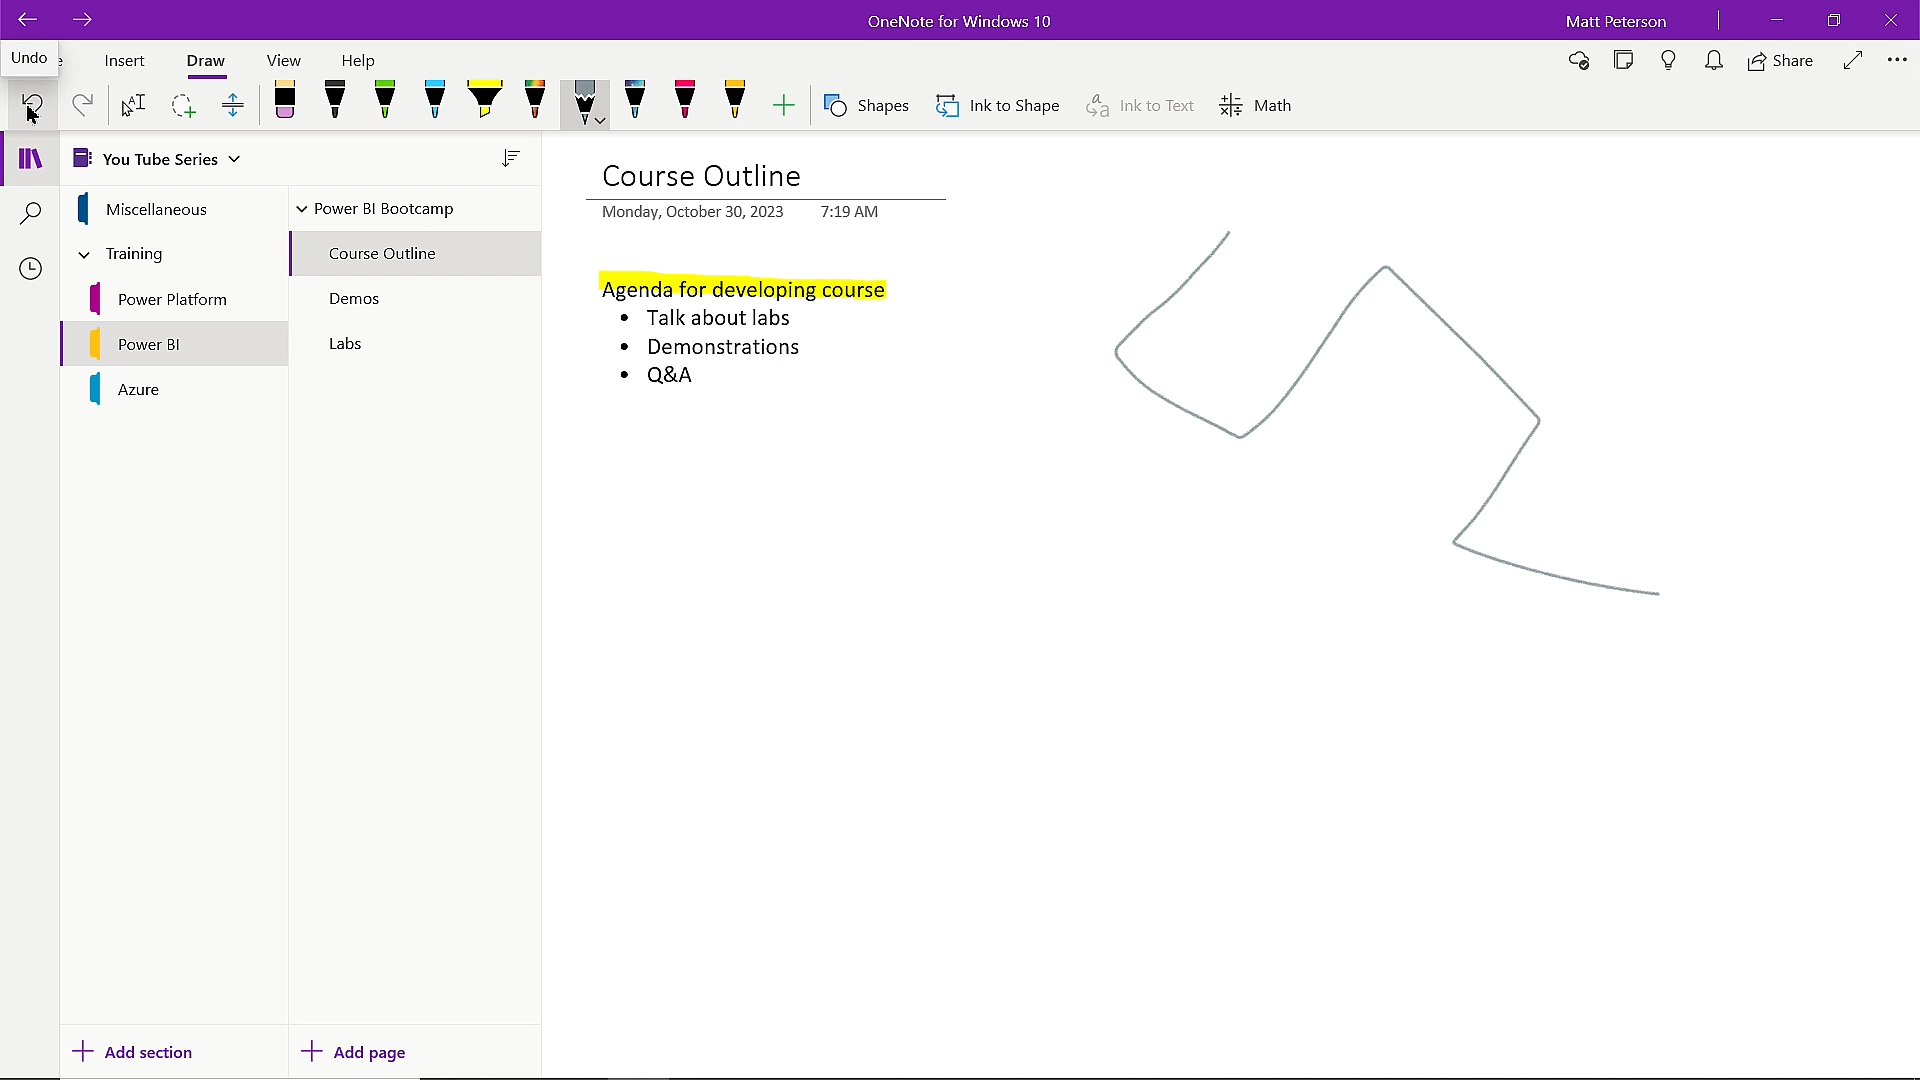 OneNote for Windows 10
Matt Peterson
Undo
Insert
Draw
View
Help
Share
Shapes
Ink to Shape
Ink to Text
Math
You Tube Series
Miscellaneous
Training
Power Platform
Power BI
Azure
Power BI Bootcamp
Course Outline
Demos
Labs
Course Outline
Monday, October 30, 2023 7:19 AM
Agenda for developing course
• Talk about labs
• Demonstrations
• Q&A
Add section
Add page